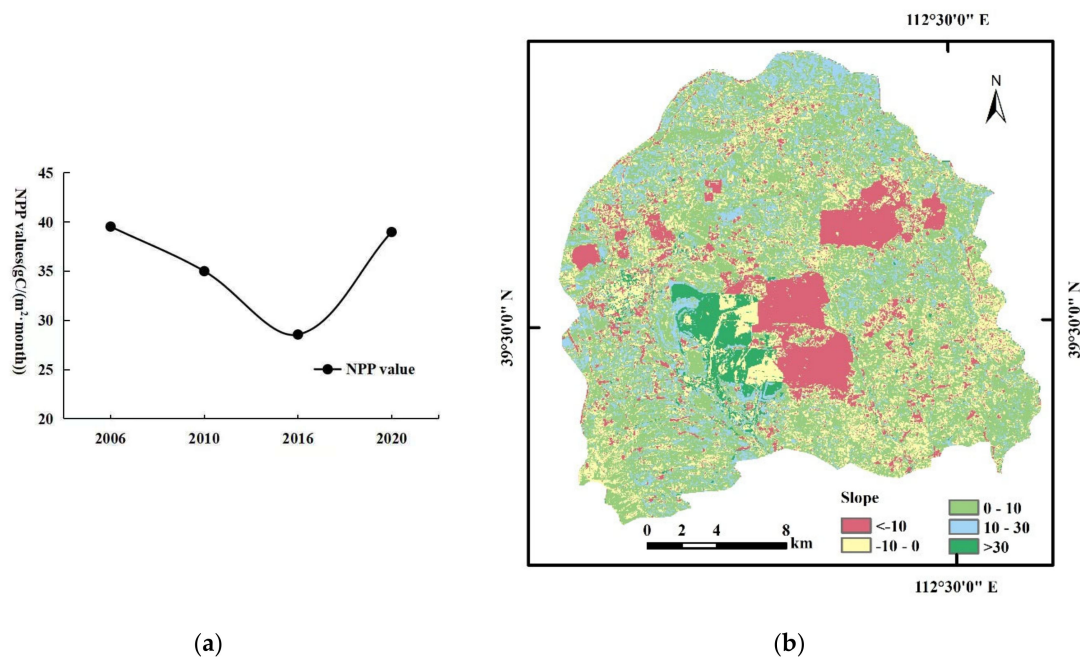 NPP values(gC/(m²·month()))
45
40
35
30
25
20
2006
2010
2016
2020
NPP value
(a)
112°30'0" E
39°30'0" N
N
39°30'0" N
Slope
<-10
-10 - 0
0 - 10
10 - 30
>30
0 2 4 8
km
112°30'0" E
(b)